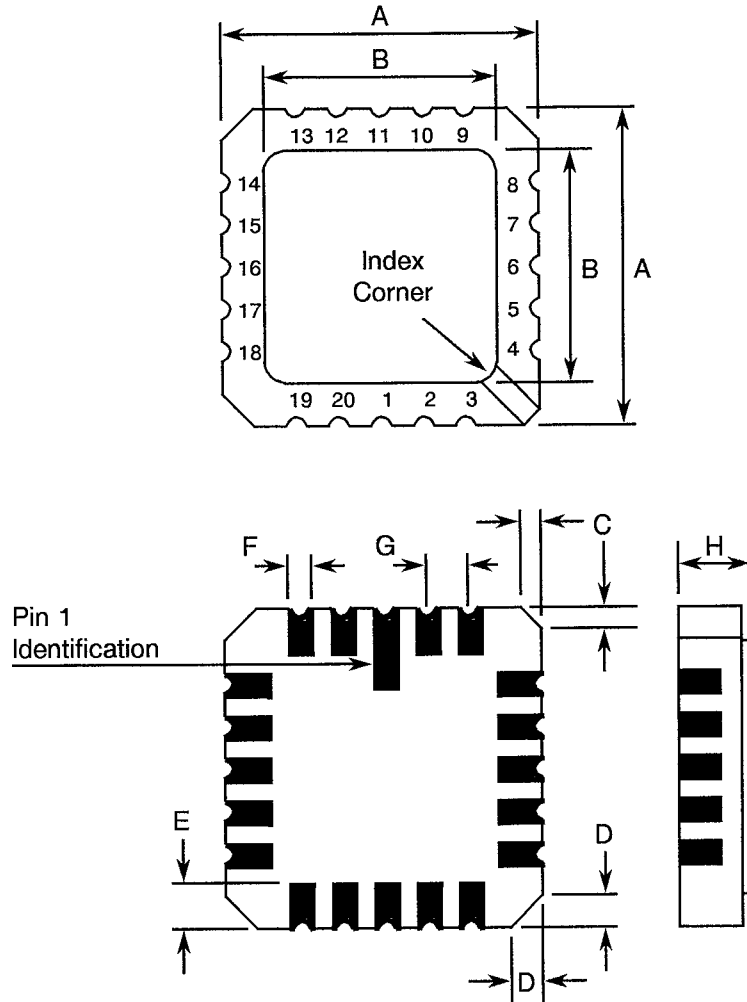 A
B
13 12 11 10 9
14 8
15 7
16 6
17 5
18 4
Index
Corner
B
A
19 20 1 2 3
F
G
C
H
Pin 1
Identification
E
D
D